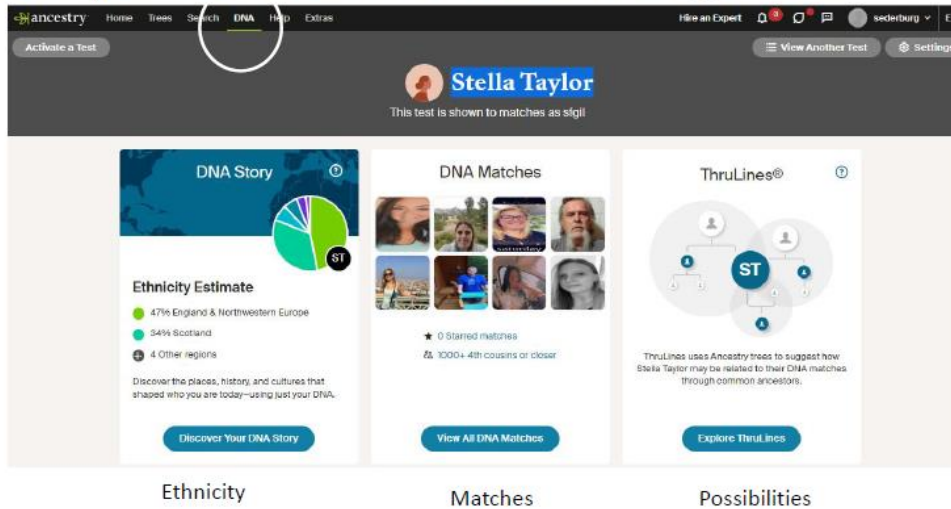 ancestry Home Trees Search DNA Help Extras Hire an Expert 3 sederburg
Activate a Test View Another Test Settings
Stella Taylor
This test is shown to matches as sfgil
DNA Story
ST
Ethnicity Estimate
47% England & Northwestern Europe
34% Scotland
4 Other regions
Discover the places, history, and cultures that
shaped who you are today—using just your DNA.
Discover Your DNA Story
DNA Matches
saturday
0 Starred matches
1000+ 4th cousins or closer
View All DNA Matches
ThruLines®
ST
ThruLines uses Ancestry trees to suggest how
Stella Taylor may be related to their DNA matches
through common ancestors.
Explore ThruLines
Ethnicity
Matches
Possibilities